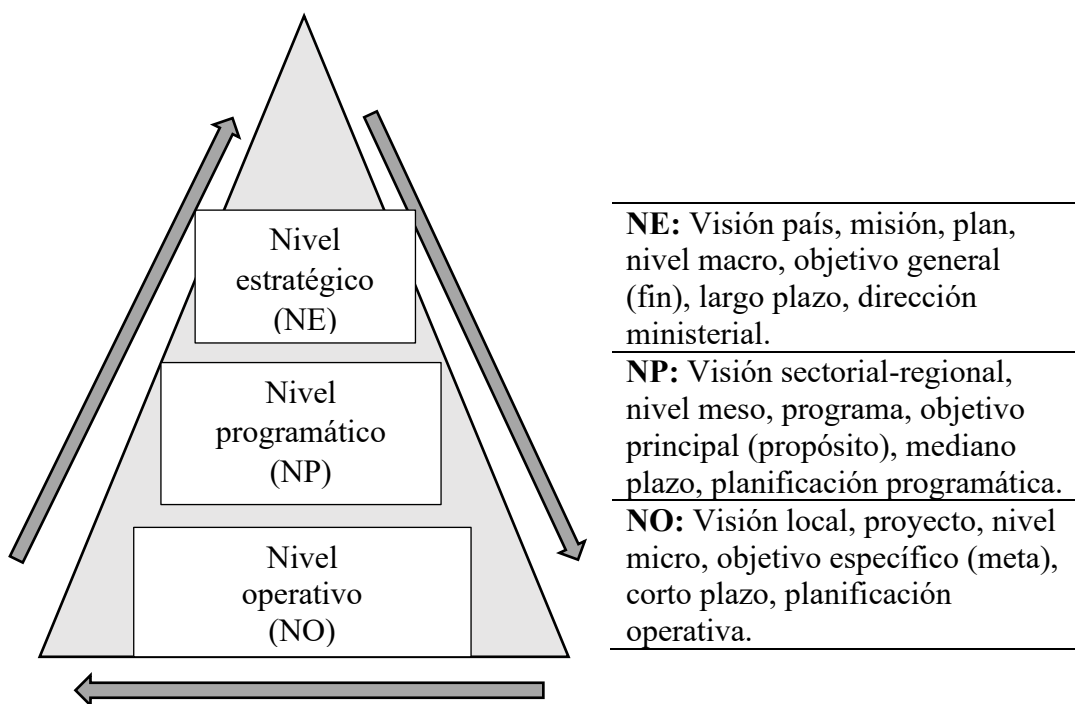 Nivel
estratégico
(NE)
Nivel
programático
(NP)
Nivel
operativo
(NO)
NE: Visión país, misión, plan,
nivel macro, objetivo general
(fin), largo plazo, dirección
ministerial.
NP: Visión sectorial-regional,
nivel meso, programa, objetivo
principal (propósito), mediano
plazo, planificación programática.
NO: Visión local, proyecto, nivel
micro, objetivo específico (meta),
corto plazo, planificación
operativa.